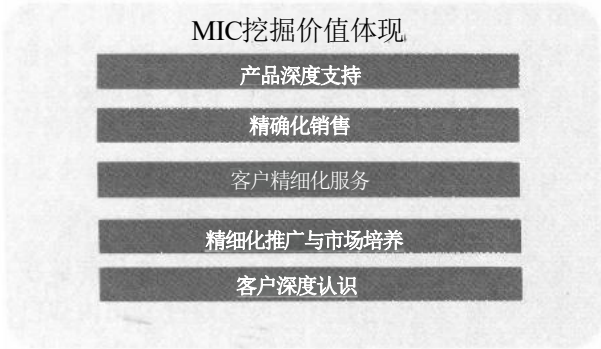 MIC挖掘价值体现
产品深度支持
精确化销售
客户精细化服务
精细化推广与市场培养
客户深度认识